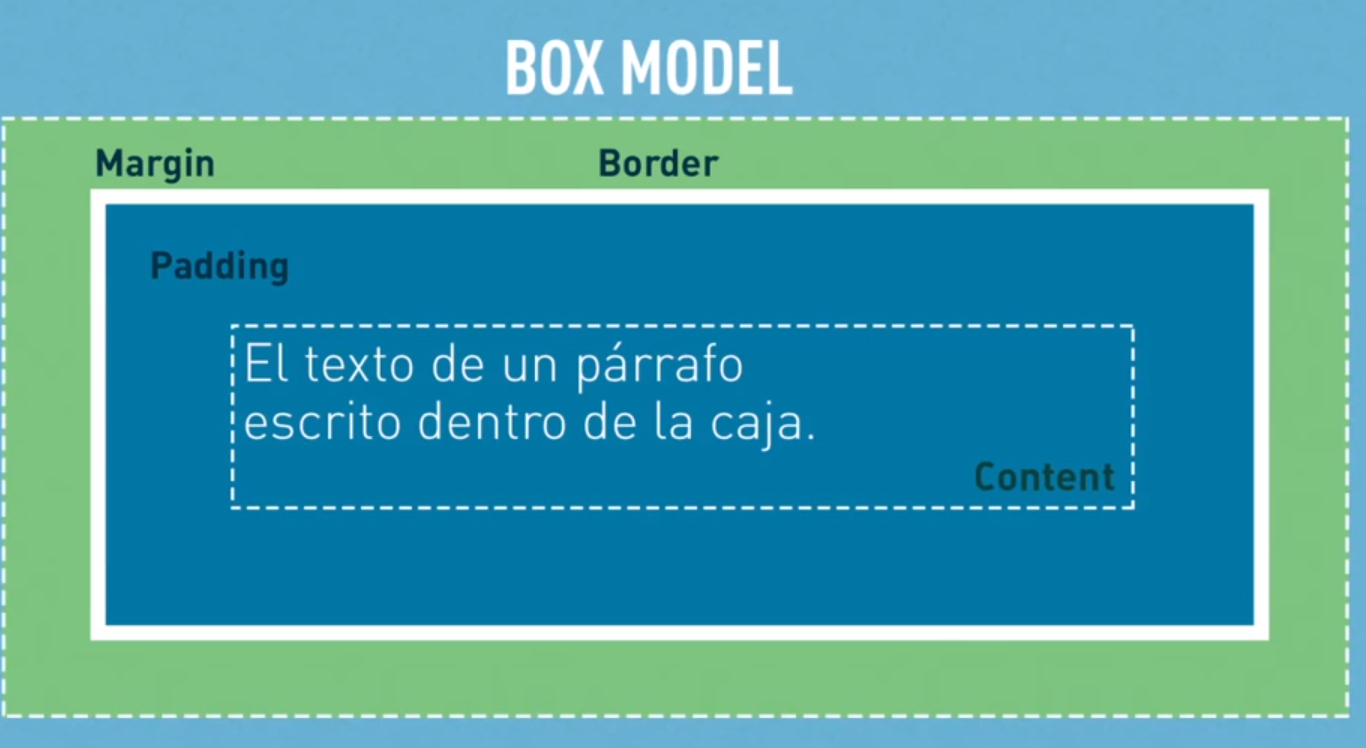 BOX MODEL
Margin
Border
Padding
El texto de un párrafo
escrito dentro de la caja.
Content